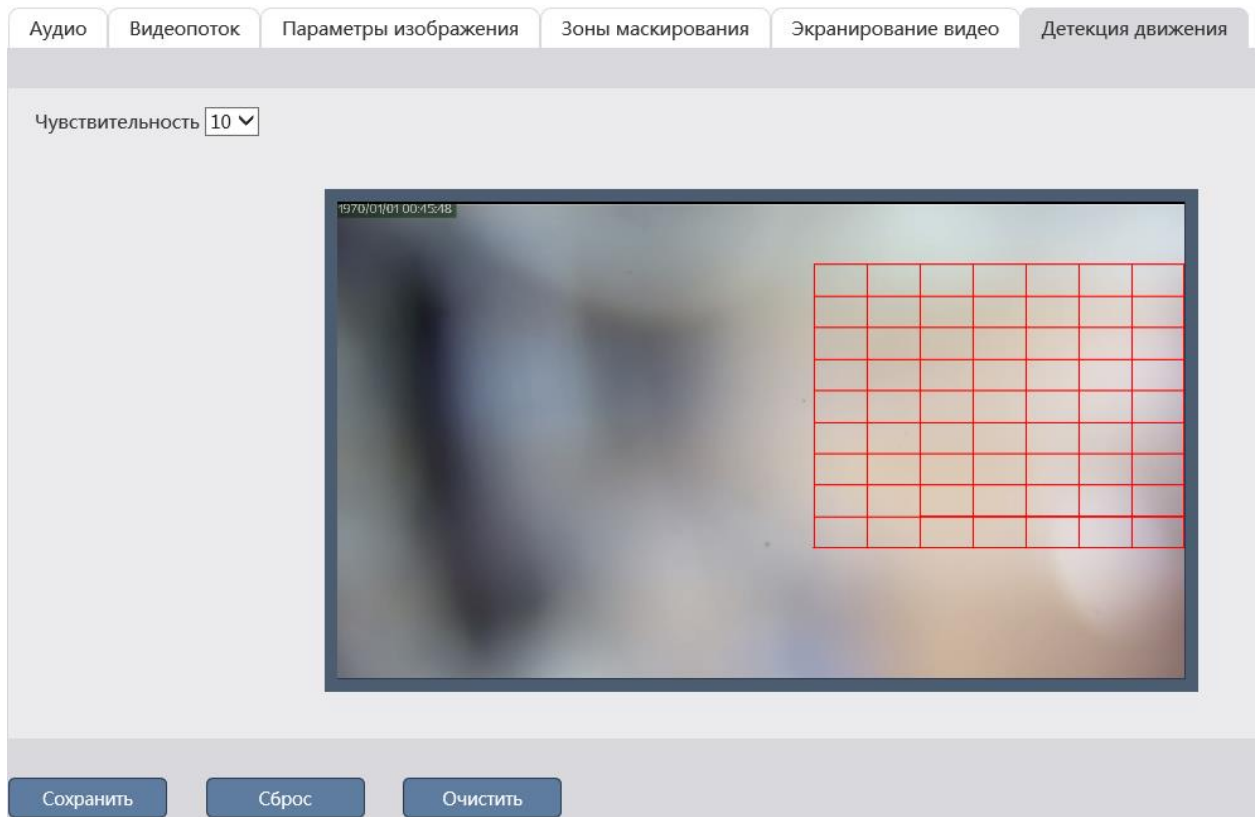 Аудио Видеопоток Параметры изображения Зоны маскирования Экранирование видео Детекция движения
Чувствительность 10
1970/01/01 00:45:48
Сохранить Сброс Очистить